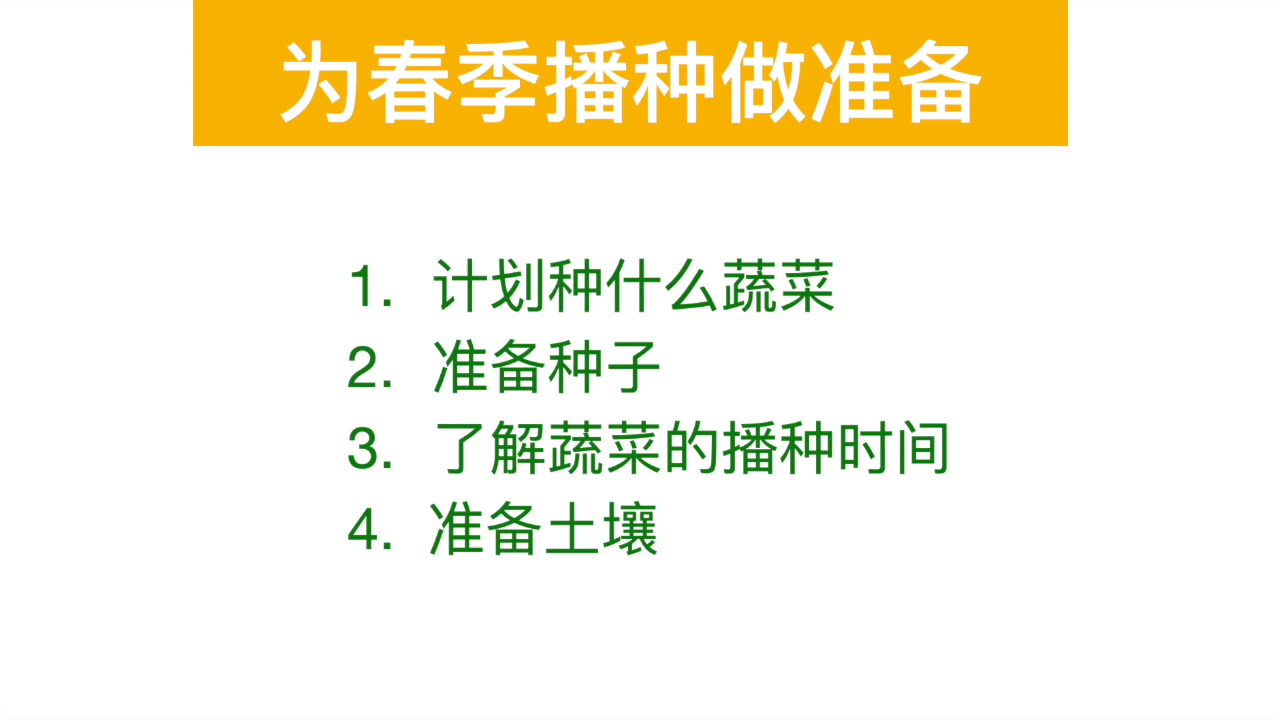 为春季播种做准备
1. 计划种什么蔬菜
2. 准备种子
3. 了解蔬菜的播种时间
4. 准备土壤